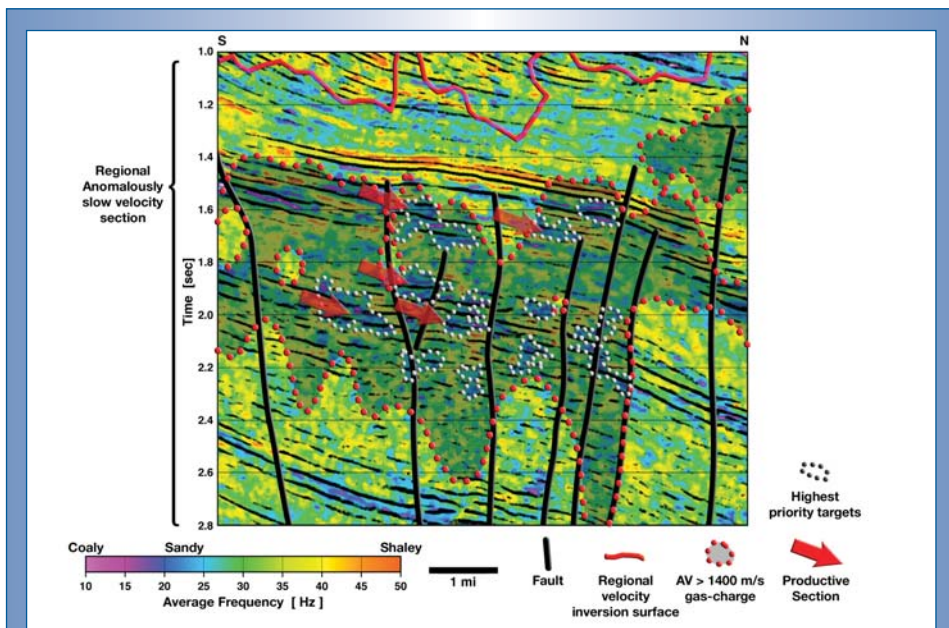 S N
1.0
1.2
1.4
1.6
1.8
2.0
2.2
2.4
2.6
2.8
Time [sec]
Regional
Anomalously
slow velocity
section
Coaly Sandy Shaley
10 15 20 25 30 35 40 45 50
Average Frequency [ Hz ]
1 mi
Fault
Regional
velocity
inversion surface
AV > 1400 m/s
gas-charge
Highest
priority targets
Productive
Section